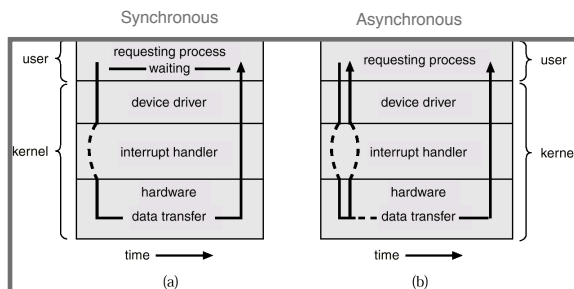 Synchronous
Asynchronous
user
requesting process
waiting
device driver
kernel
interrupt handler
hardware
data transfer
time
(a)
requesting process
user
device driver
interrupt handler
kerne
hardware
data transfer
time
(b)